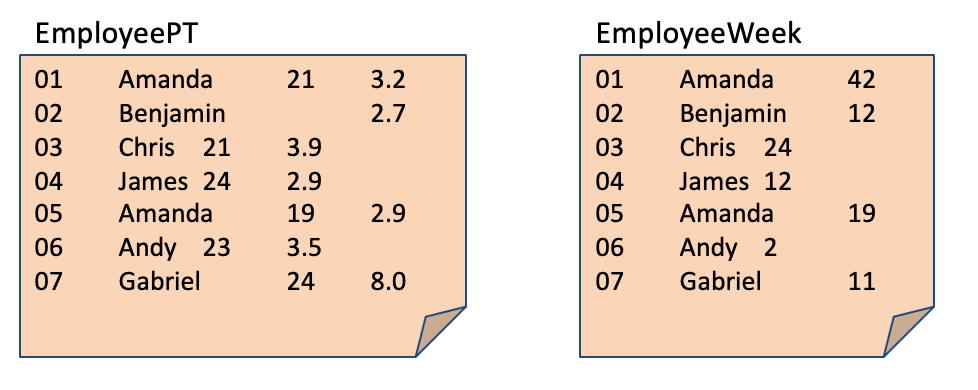 EmployeePT
01 Amanda 21 3.2
02 Benjamin 2.7
03 Chris 21 3.9
04 James 24 2.9
05 Amanda 19 2.9
06 Andy 23 3.5
07 Gabriel 24 8.0
EmployeeWeek
01 Amanda 42
02 Benjamin 12
03 Chris 24
04 James 12
05 Amanda 19
06 Andy 2
07 Gabriel 11